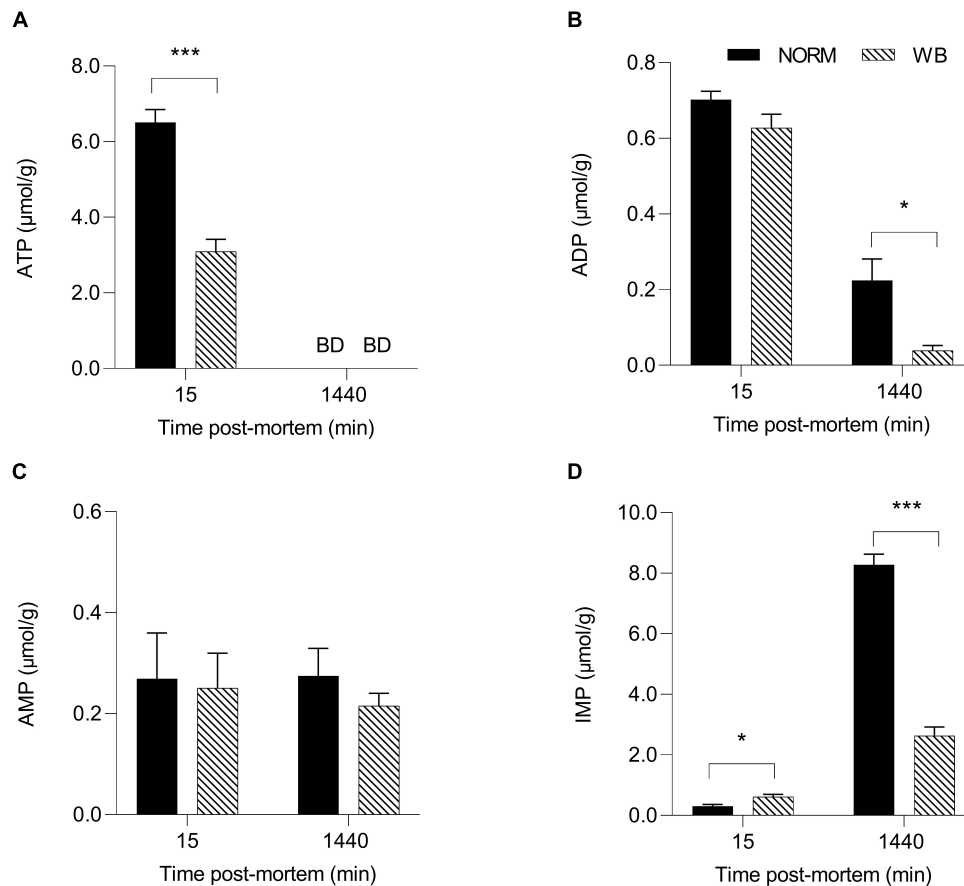 A
***
8.0
6.0
4.0
2.0
0.0
ATP (µmol/g)
BD BD
15 1440
Time post-mortem (min)
B
NORM WB
0.8
0.6
0.4
0.2
0.0
ADP (µmol/g)
*
15 1440
Time post-mortem (min)
C
0.6
0.4
0.2
0.0
AMP (µmol/g)
15 1440
Time post-mortem (min)
D
10.0
8.0
6.0
4.0
2.0
0.0
IMP (µmol/g)
***
*
15 1440
Time post-mortem (min)